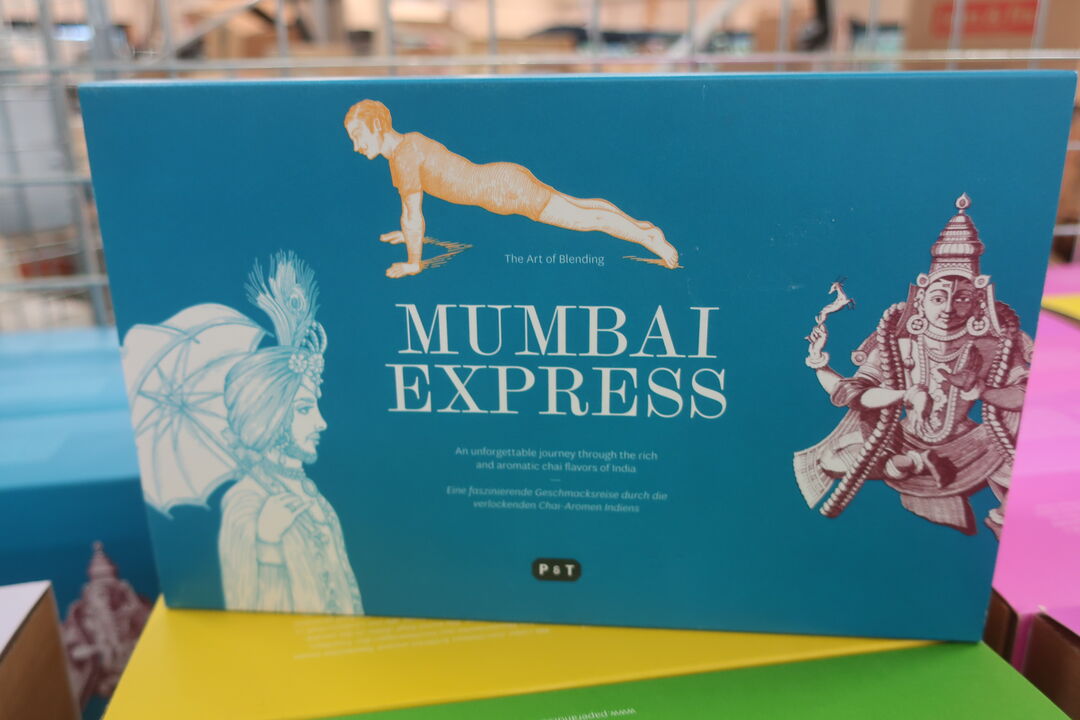 The Art of Blending
MUMBAI
EXPRESS
An unforgettable journey through the rich
and aromatic chai flavors of India
Eine faszinierende Geschmacksreise durch die
verlockenden Chai-Aromen Indiens
P & T